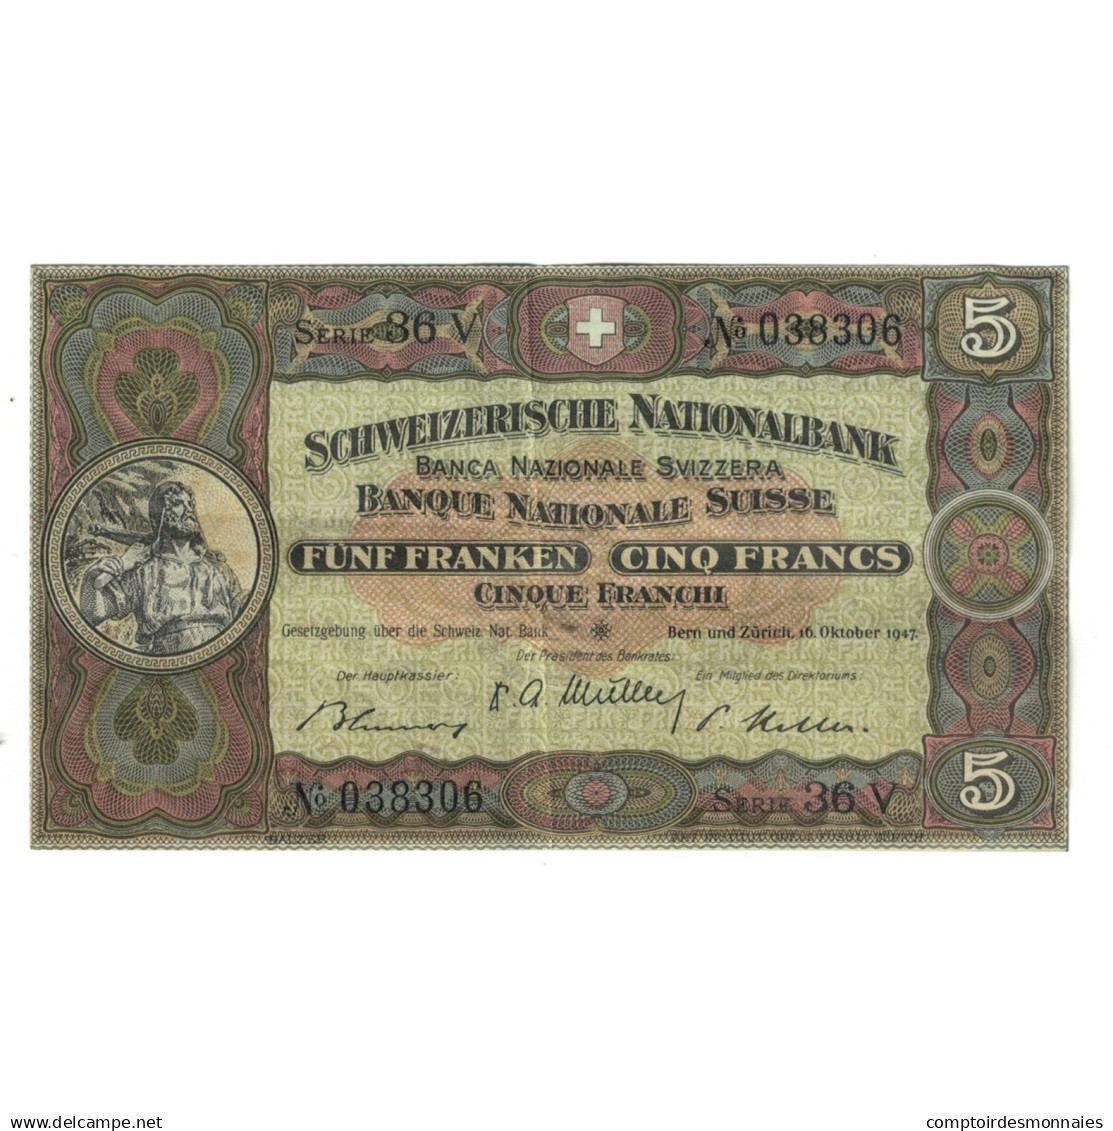 SERIE 36 V
№ 038306
5
SCHWEIZERISCHE NATIONALBANK
BANCA NAZIONALE SVIZZERA
BANQUE NATIONALE SUISSE
FÜNF FRANKEN CINQ FRANCS
CINQUE FRANCHI
Gesetzgebung über die Schweiz. Nat. Bank Bern und Zürich, 16. Oktober 1947.
Der Präsident des Bankrates:
Der Hauptkassier: Ein Mitglied des Direktoriums:
№ 038306
SERIE 36 V
5
BALZER
delcampe.net
comptoirdesmonnaies